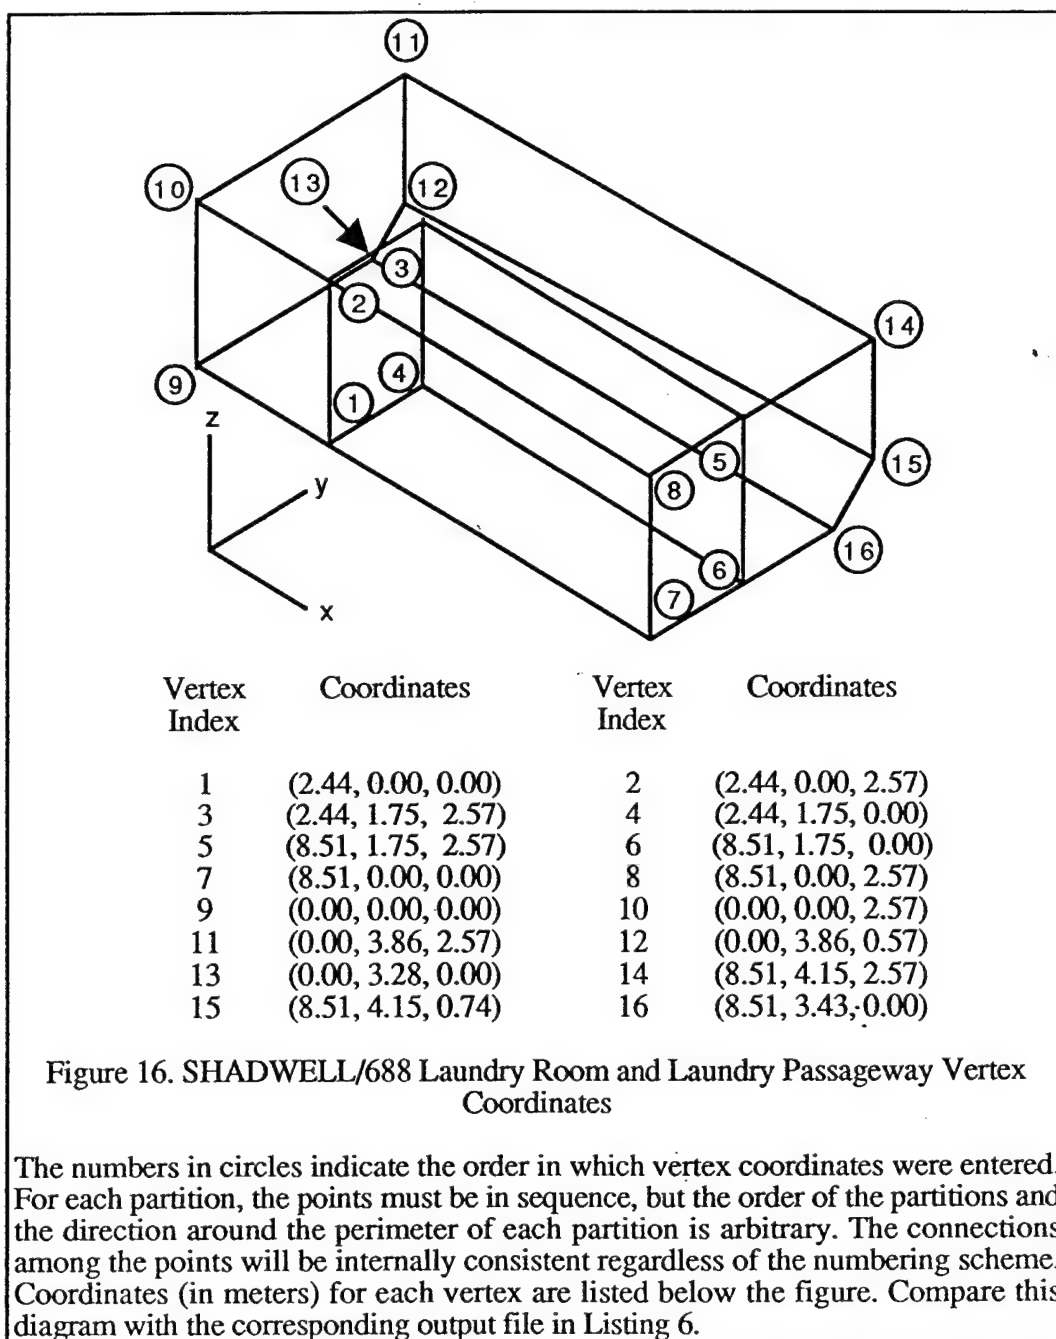 11
10
13
12
3
2
14
9
4
1
z
5
15
8
y
16
6
7
x
Vertex Index Coordinates Vertex Index Coordinates
1 (2.44, 0.00, 0.00) 2 (2.44, 0.00, 2.57)
3 (2.44, 1.75, 2.57) 4 (2.44, 1.75, 0.00)
5 (8.51, 1.75, 2.57) 6 (8.51, 1.75, 0.00)
7 (8.51, 0.00, 0.00) 8 (8.51, 0.00, 2.57)
9 (0.00, 0.00, 0.00) 10 (0.00, 0.00, 2.57)
11 (0.00, 3.86, 2.57) 12 (0.00, 3.86, 0.57)
13 (0.00, 3.28, 0.00) 14 (8.51, 4.15, 2.57)
15 (8.51, 4.15, 0.74) 16 (8.51, 3.43, 0.00)
Figure 16. SHADWELL/688 Laundry Room and Laundry Passageway Vertex
Coordinates
The numbers in circles indicate the order in which vertex coordinates were entered.
For each partition, the points must be in sequence, but the order of the partitions and
the direction around the perimeter of each partition is arbitrary. The connections
among the points will be internally consistent regardless of the numbering scheme.
Coordinates (in meters) for each vertex are listed below the figure. Compare this
diagram with the corresponding output file in Listing 6.